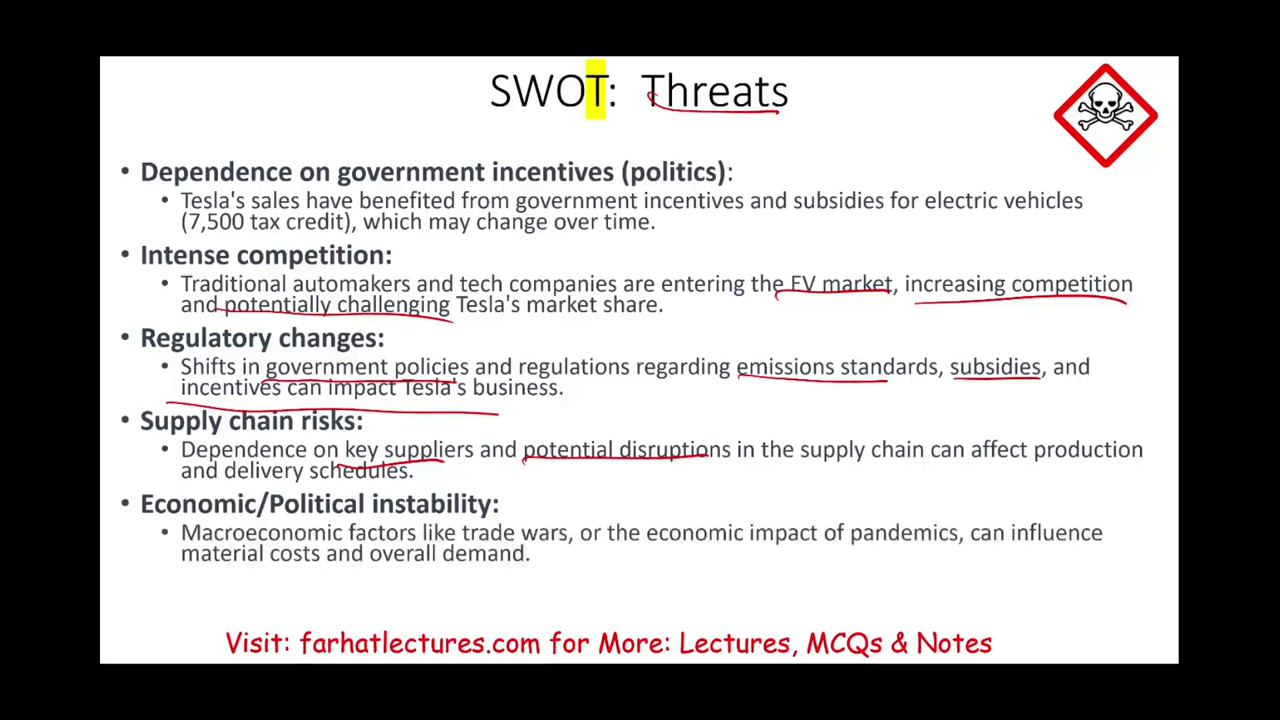 SWOT: Threats
• Dependence on government incentives (politics):
• Tesla's sales have benefited from government incentives and subsidies for electric vehicles
(7,500 tax credit), which may change over time.
• Intense competition:
• Traditional automakers and tech companies are entering the EV market, increasing competition
and potentially challenging Tesla's market share.
• Regulatory changes:
• Shifts in government policies and regulations regarding emissions standards, subsidies, and
incentives can impact Tesla's business.
• Supply chain risks:
• Dependence on key suppliers and potential disruptions in the supply chain can affect production
and delivery schedules.
• Economic/Political instability:
• Macroeconomic factors like trade wars, or the economic impact of pandemics, can influence
material costs and overall demand.
Visit: farhatlectures.com for More: Lectures, MCQs & Notes